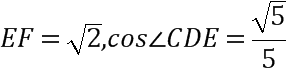 EF = √2,cos∠CDE = √5/5